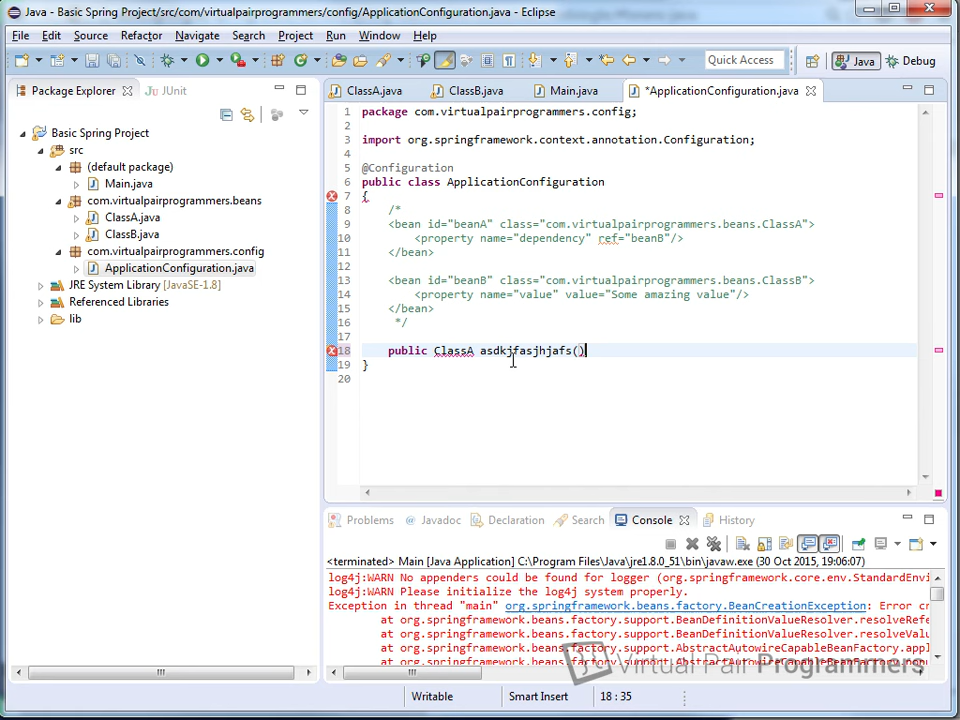 Java - Basic Spring Project/src/com/virtualpairprogrammers/config/ApplicationConfiguration.java - Eclipse
File Edit Source Refactor Navigate Search Project Run Window Help
Quick Access Java Debug
Package Explorer JUnit
Basic Spring Project
src
(default package)
Main.java
com.virtualpairprogrammers.beans
ClassA.java
ClassB.java
com.virtualpairprogrammers.config
ApplicationConfiguration.java
JRE System Library [JavaSE-1.8]
Referenced Libraries
lib
ClassA.java ClassB.java Main.java *ApplicationConfiguration.java
1 package com.virtualpairprogrammers.config;
2
3 import org.springframework.context.annotation.Configuration;
4
5 @Configuration
6 public class ApplicationConfiguration
7 {
8 /*
9 <bean id="beanA" class="com.virtualpairprogrammers.beans.ClassA">
10 <property name="dependency" ref="beanB"/>
11 </bean>
12
13 <bean id="beanB" class="com.virtualpairprogrammers.beans.ClassB">
14 <property name="value" value="Some amazing value"/>
15 </bean>
16 */
17
18 public ClassA asdkjfasjhjafs()
19 }
20
Problems Javadoc Declaration Search Console History
<terminated> Main [Java Application] C:\Program Files\Java\jre1.8.0_51\bin\javaw.exe (30 Oct 2015, 19:06:07)
log4j:WARN No appenders could be found for logger (org.springframework.core.env.StandardEnvi
log4j:WARN Please initialize the log4j system properly.
Exception in thread "main" org.springframework.beans.factory.BeanCreationException: Error cr
at org.springframework.beans.factory.support.BeanDefinitionValueResolver.resolveRefe
at org.springframework.beans.factory.support.BeanDefinitionValueResolver.resolveValu
at org.springframework.beans.factory.support.AbstractAutowireCapableBeanFactory.appl
at org.springframework.beans.factory.support.AbstractAutowireCapableBeanFactory.popu
Virtual Pair Programmers
Writable Smart Insert 18 : 35